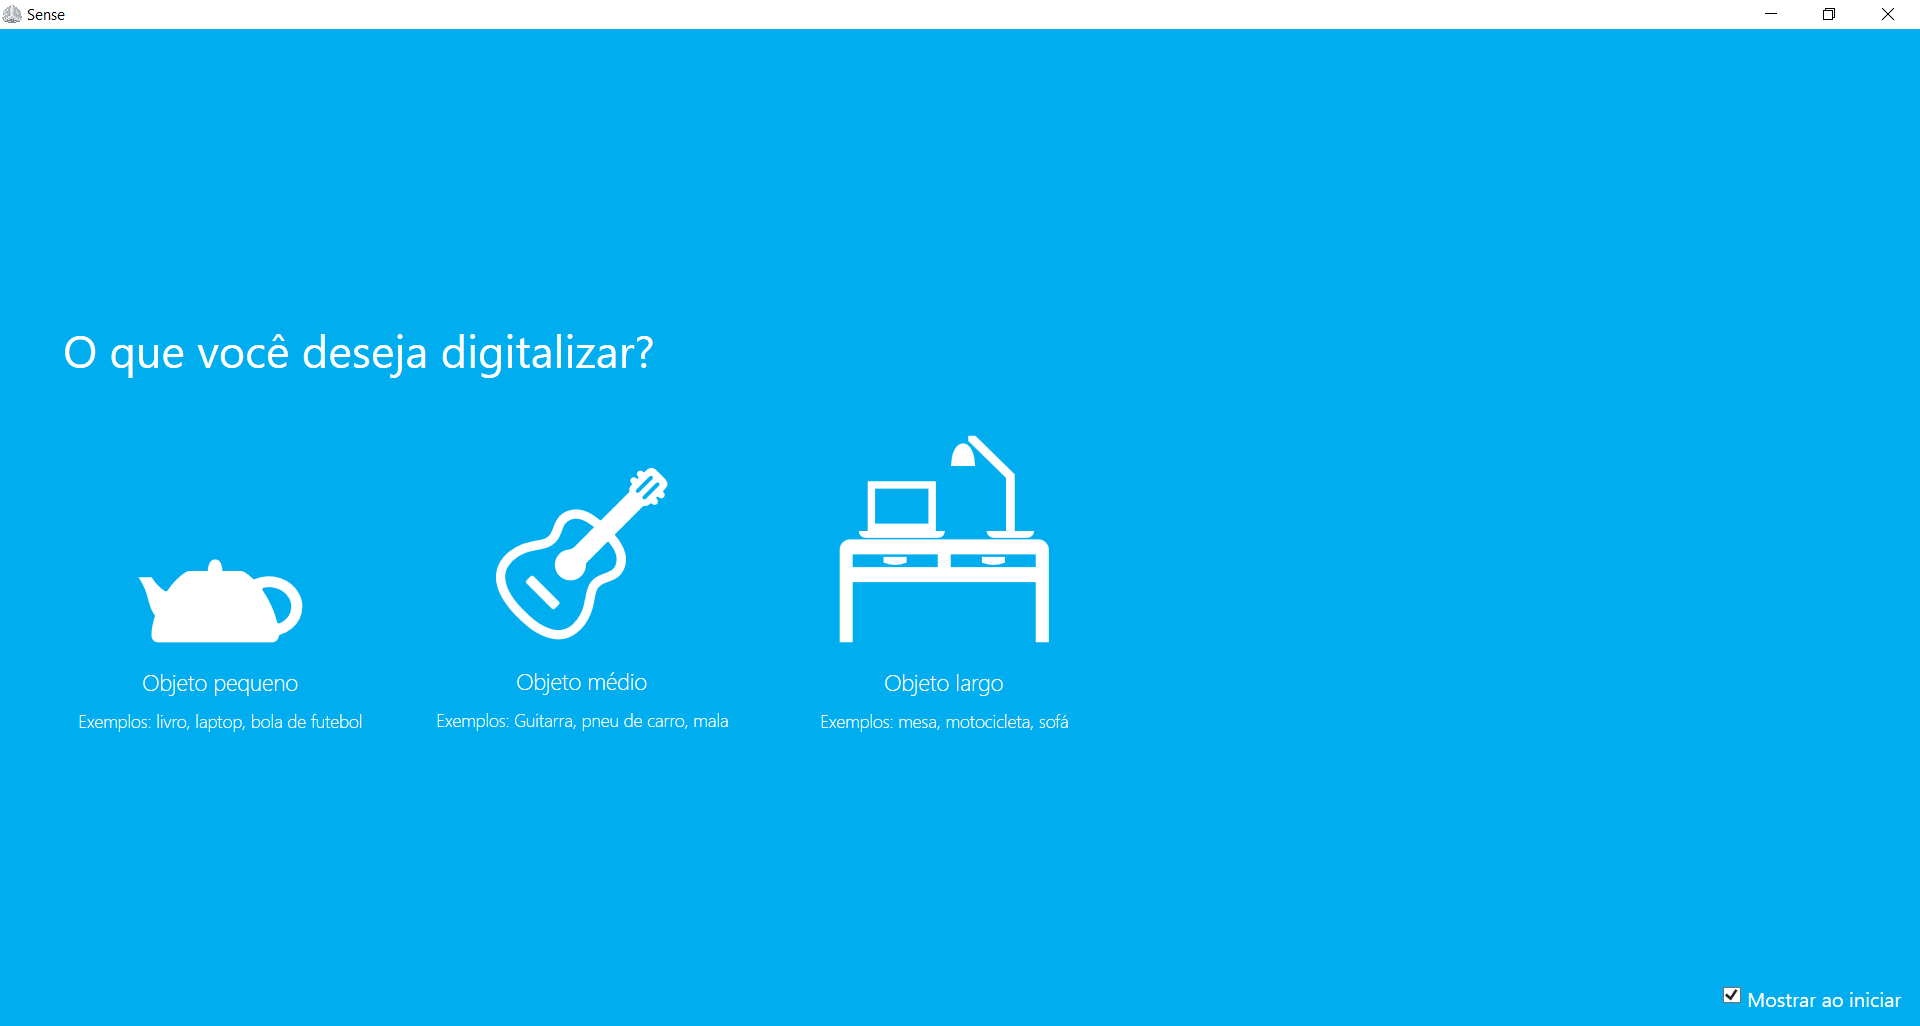 Sense
O que você deseja digitalizar?
Objeto pequeno
Exemplos: livro, laptop, bola de futebol
Objeto médio
Exemplos: Guitarra, pneu de carro, mala
Objeto largo
Exemplos: mesa, motocicleta, sofá
Mostrar ao iniciar